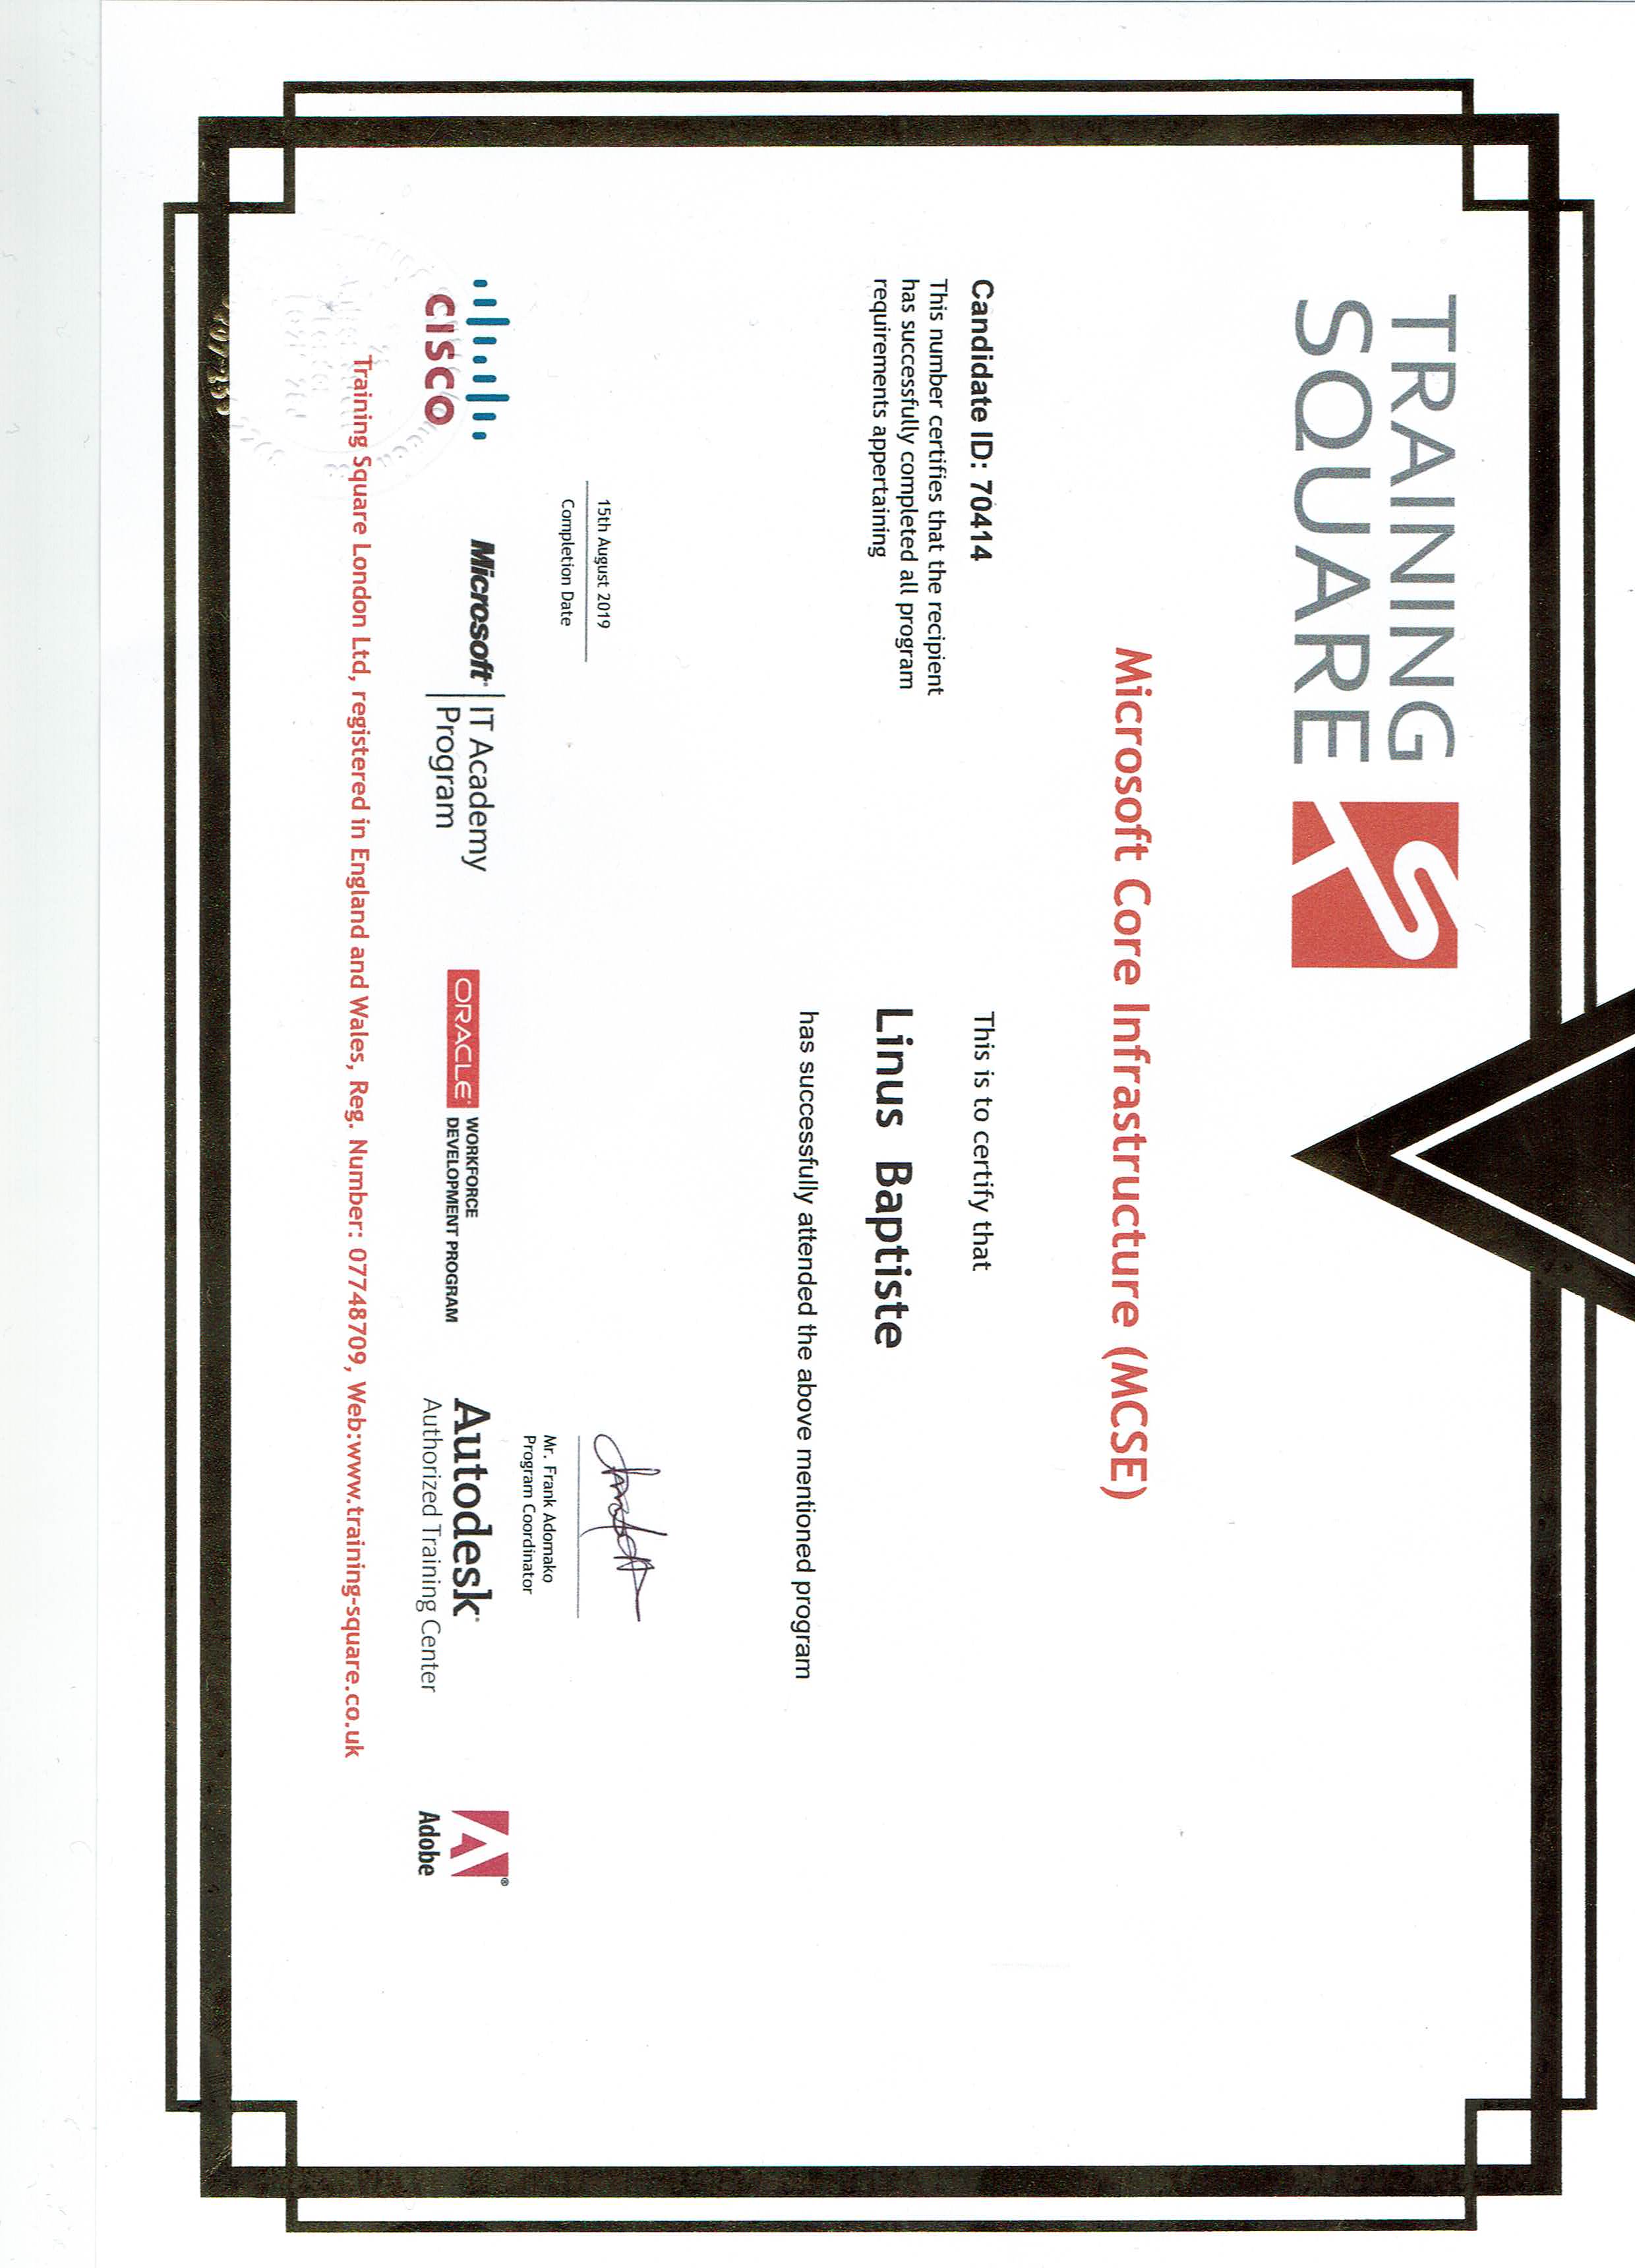 TRAINING
SQUARE
Microsoft Core Infrastructure (MCSE)
Candidate ID: 70414
This number certifies that the recipient
has successfully completed all program
requirements appertaining
This is to certify that
Linus Baptiste
has successfully attended the above mentioned program
15th August 2019
Completion Date
Mr. Frank Adomako
Program Coordinator
CISCO
Microsoft IT Academy
Program
ORACLE WORKFORCE
DEVELOPMENT PROGRAM
Autodesk
Authorized Training Center
Adobe
Training Square London Ltd, registered in England and Wales, Reg. Number: 07748709, Web:www.training-square.co.uk